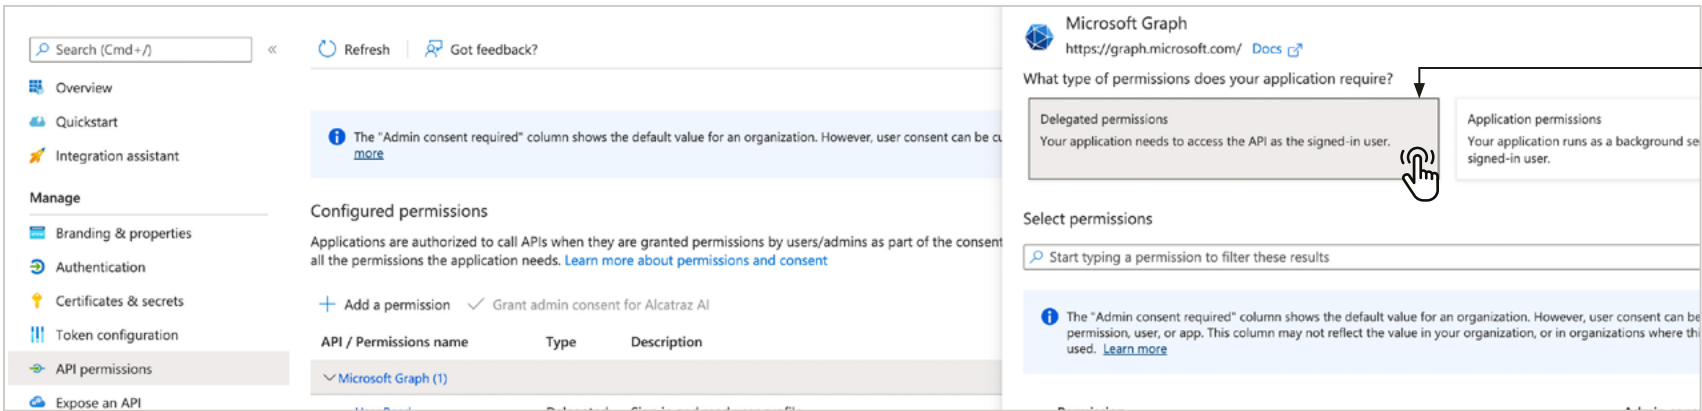 Search (Cmd+/)
«
Overview
Quickstart
Integration assistant
Manage
Branding & properties
Authentication
Certificates & secrets
Token configuration
API permissions
Expose an API
Refresh
Got feedback?
The "Admin consent required" column shows the default value for an organization. However, user consent can be cu
more
Configured permissions
Applications are authorized to call APIs when they are granted permissions by users/admins as part of the consent
all the permissions the application needs. Learn more about permissions and consent
Add a permission
Grant admin consent for Alcatraz AI
API / Permissions name Type Description
Microsoft Graph (1)
Microsoft Graph
https://graph.microsoft.com/ Docs
What type of permissions does your application require?
Delegated permissions
Your application needs to access the API as the signed-in user.
Application permissions
Your application runs as a background se
signed-in user.
Select permissions
Start typing a permission to filter these results
The "Admin consent required" column shows the default value for an organization. However, user consent can be
permission, user, or app. This column may not reflect the value in your organization, or in organizations where thi
used. Learn more